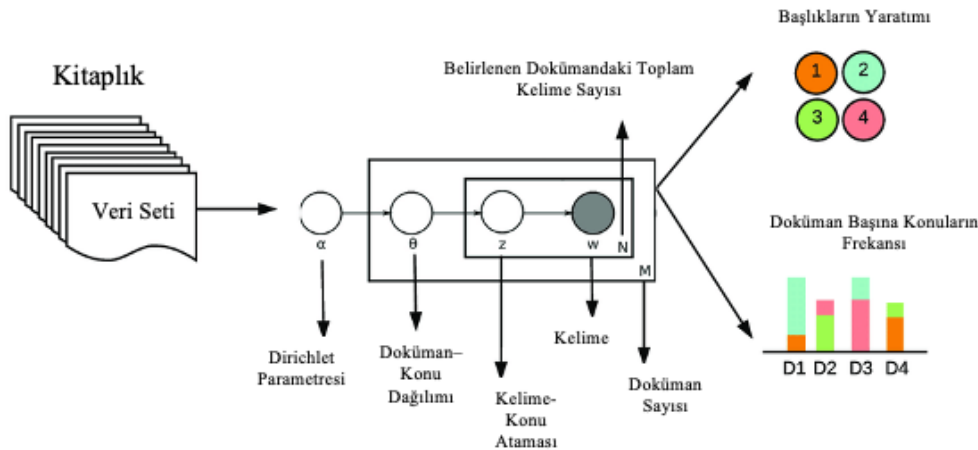 Kitaplık
Veri Seti
α
θ
z
w
N
M
Dirichlet
Parametresi
Doküman–
Konu
Dağılımı
Kelime-
Konu
Ataması
Kelime
Doküman
Sayısı
Belirlenen Dokümandaki Toplam
Kelime Sayısı
Başlıkların Yaratımı
1
2
3
4
Doküman Başına Konuların
Frekansı
D1 D2 D3 D4